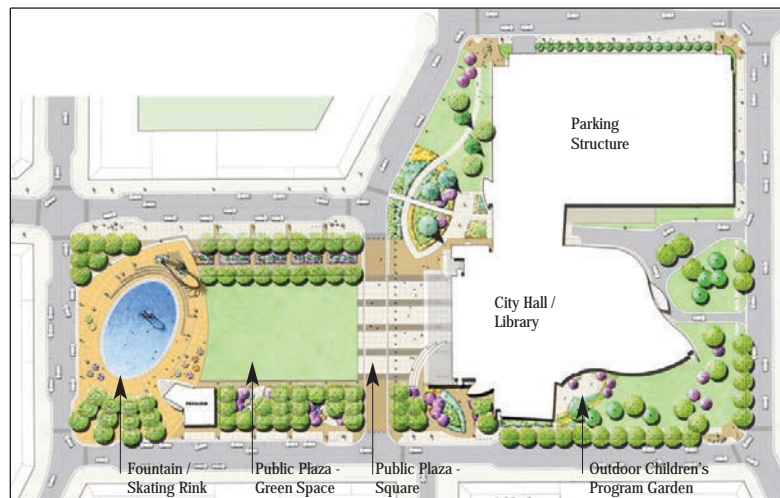 Parking
Structure
City Hall /
Library
PAVILION
Fountain /
Skating Rink
Public Plaza -
Green Space
Public Plaza -
Square
Outdoor Children's
Program Garden